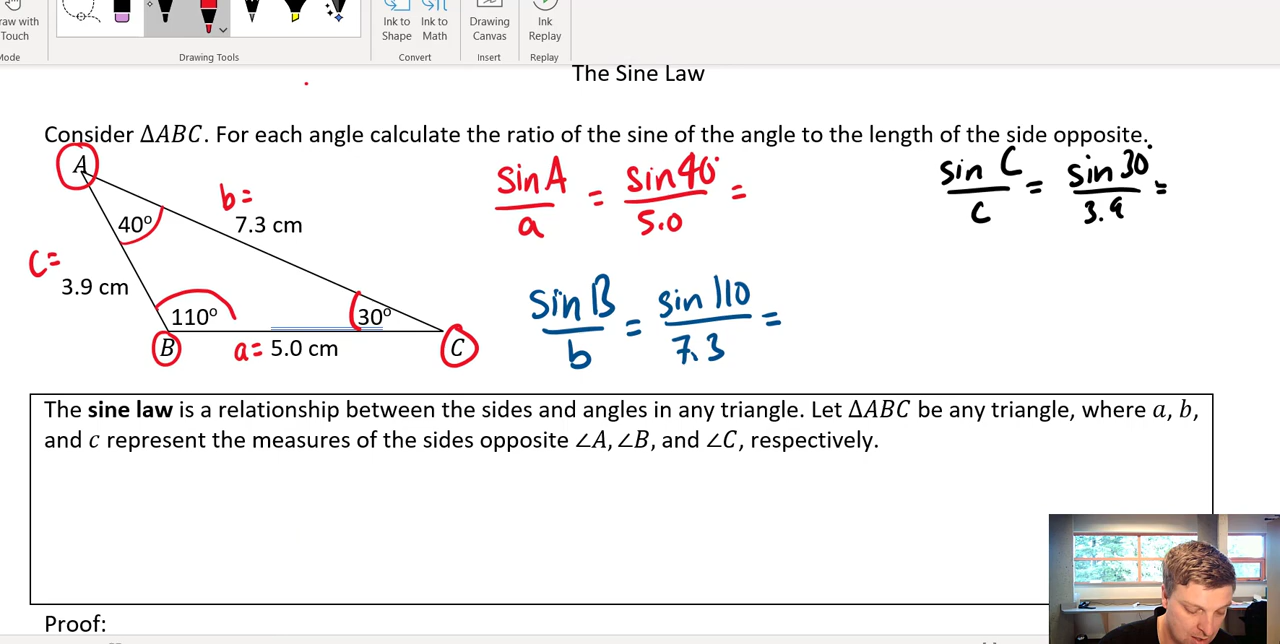 raw with Touch
Ink to Shape
Ink to Math
Drawing Canvas
Ink Replay
Mode
Drawing Tools
Convert
Insert
Replay
The Sine Law
Consider ΔABC. For each angle calculate the ratio of the sine of the angle to the length of the side opposite.
A
b=
7.3 cm
40°
c=
3.9 cm
110°
30°
B
a= 5.0 cm
C
sin A / a = sin 40° / 5.0 =
sin B / b = sin 110 / 7.3 =
sin C / c = sin 30° / 3.9 =
The sine law is a relationship between the sides and angles in any triangle. Let ΔABC be any triangle, where a, b,
and c represent the measures of the sides opposite ∠A, ∠B, and ∠C, respectively.
Proof: